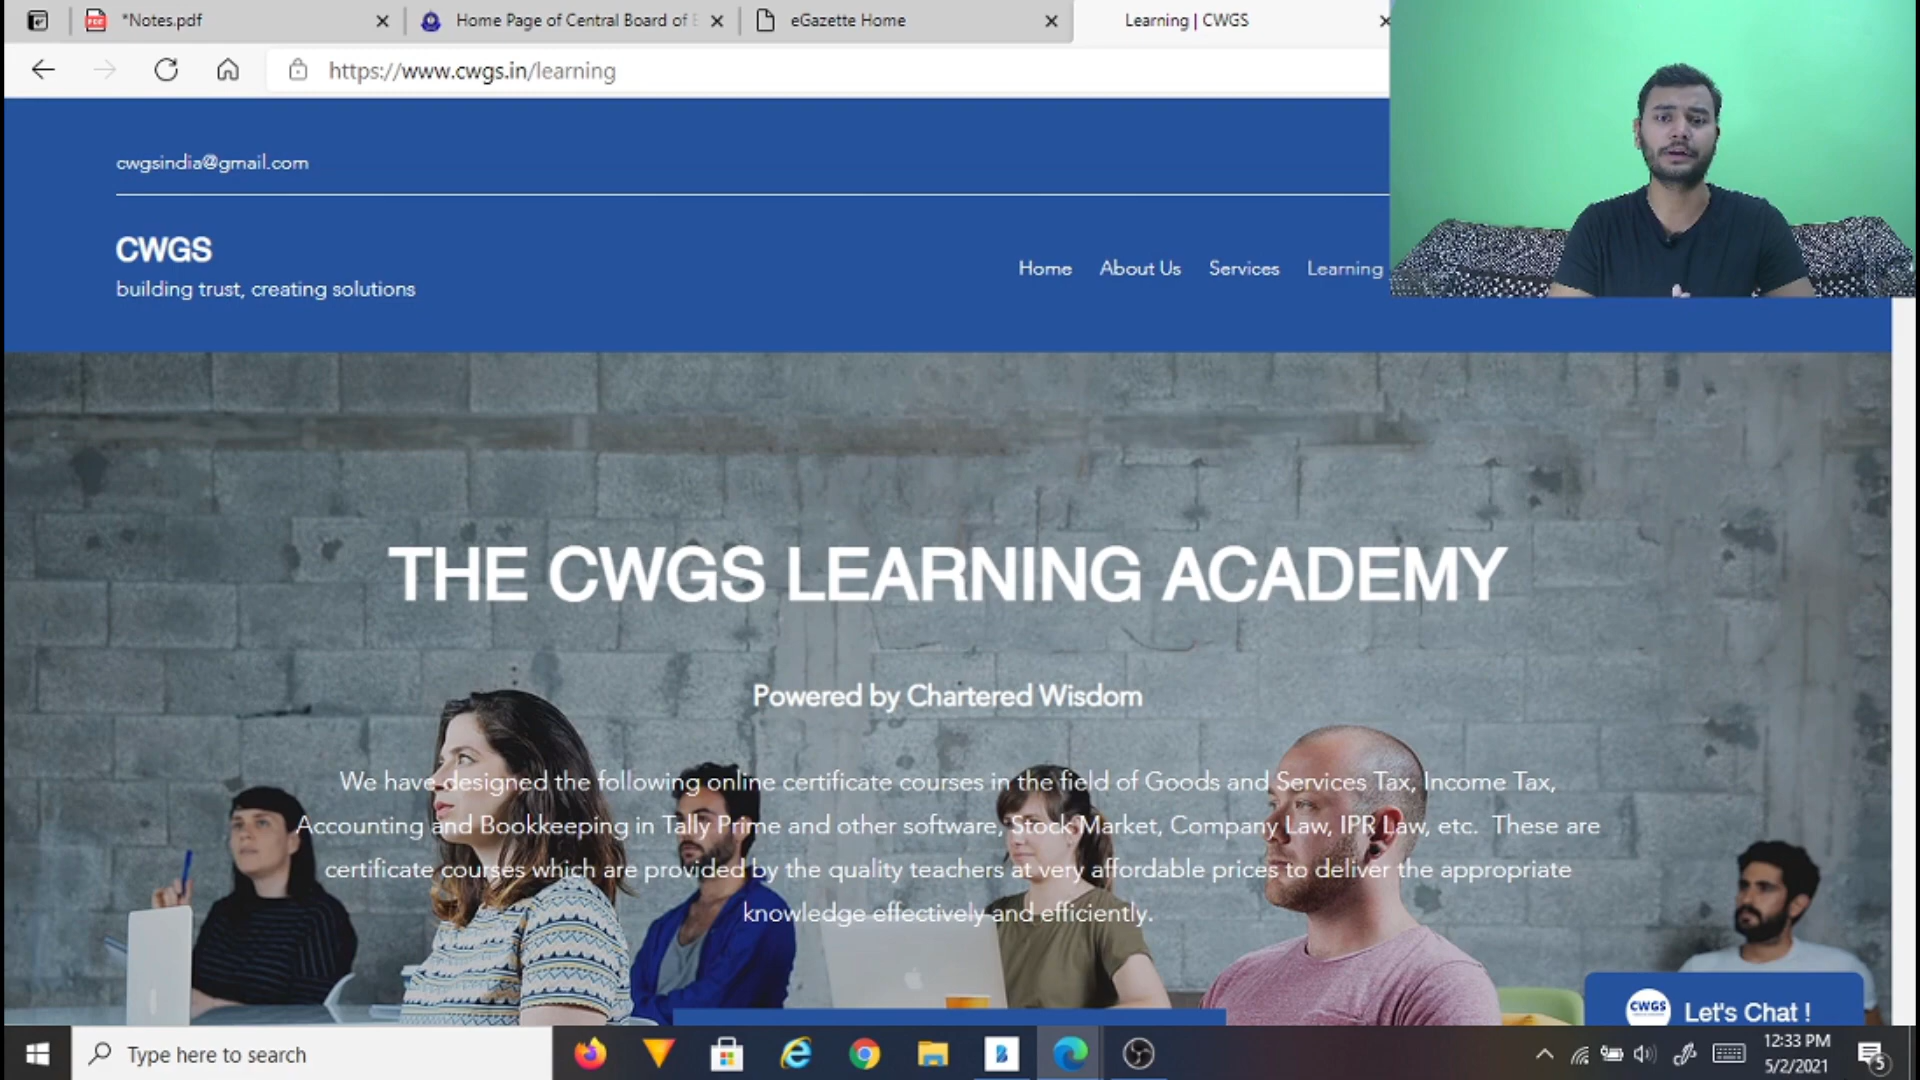 *Notes.pdf
Home Page of Central Board of E
eGazette Home
Learning | CWGS
https://www.cwgs.in/learning
cwgsindia@gmail.com
CWGS
building trust, creating solutions
Home About Us Services Learning
THE CWGS LEARNING ACADEMY
Powered by Chartered Wisdom
We have designed the following online certificate courses in the field of Goods and Services Tax, Income Tax,
Accounting and Bookkeeping in Tally Prime and other software, Stock Market, Company Law, IPR Law, etc. These are
certificate courses which are provided by the quality teachers at very affordable prices to deliver the appropriate
knowledge effectively and efficiently.
CWGS Let's Chat !
Type here to search
12:33 PM
5/2/2021
5